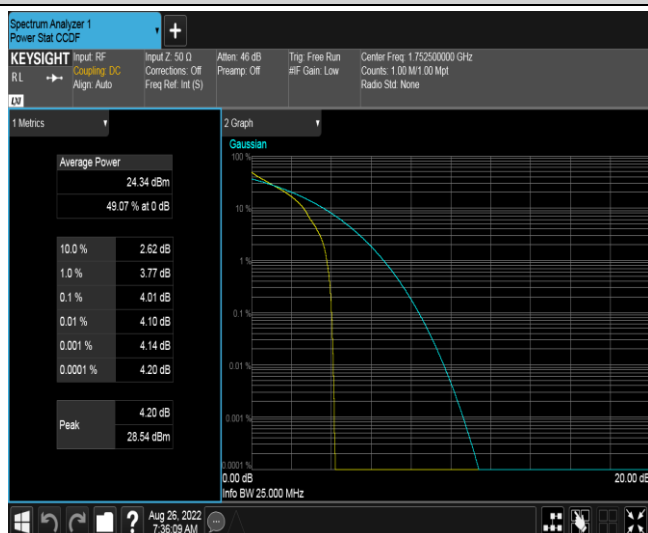 Spectrum Analyzer 1
Power Stat CCDF
KEYSIGHT
RL
LXI
Input: RF
Coupling: DC
Align: Auto
Input Z: 50 Ω
Corrections: Off
Freq Ref: Int (S)
Atten: 46 dB
Preamp: Off
Trig: Free Run
#IF Gain: Low
Center Freq: 1.752500000 GHz
Counts: 1.00 M/1.00 Mpt
Radio Std: None
1 Metrics
Average Power
24.34 dBm
49.07 % at 0 dB
10.0 % 2.62 dB
1.0 % 3.77 dB
0.1 % 4.01 dB
0.01 % 4.10 dB
0.001 % 4.14 dB
0.0001 % 4.20 dB
Peak
4.20 dB
28.54 dBm
2 Graph
Gaussian
100 %
10 %
1 %
0.1 %
0.01 %
0.001 %
0.0001 %
0.00 dB 20.00 dB
Info BW 25.000 MHz
Aug 26, 2022
7:36:09 AM